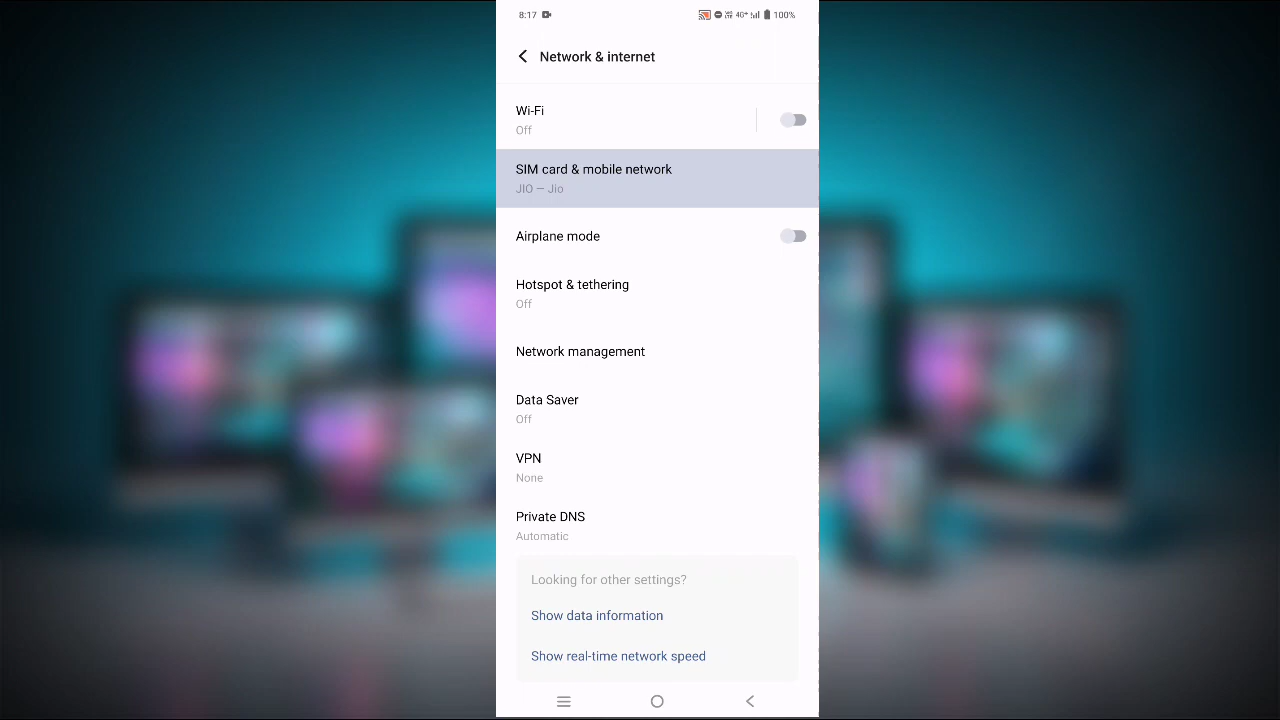 8:17
4G+ 100%
Network & internet
Wi-Fi
Off
SIM card & mobile network
JIO — Jio
Airplane mode
Hotspot & tethering
Off
Network management
Data Saver
Off
VPN
None
Private DNS
Automatic
Looking for other settings?
Show data information
Show real-time network speed